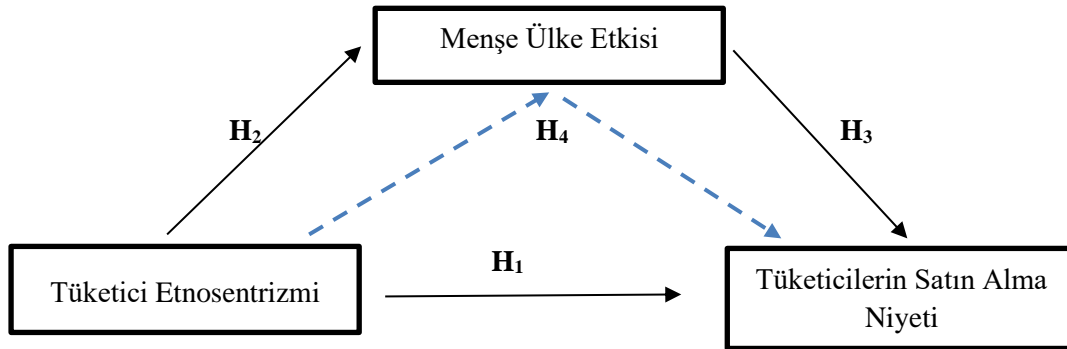 Menşe Ülke Etkisi
H₂
H₄
H₃
H₁
Tüketici Etnosentrizmi
Tüketicilerin Satın Alma
Niyeti